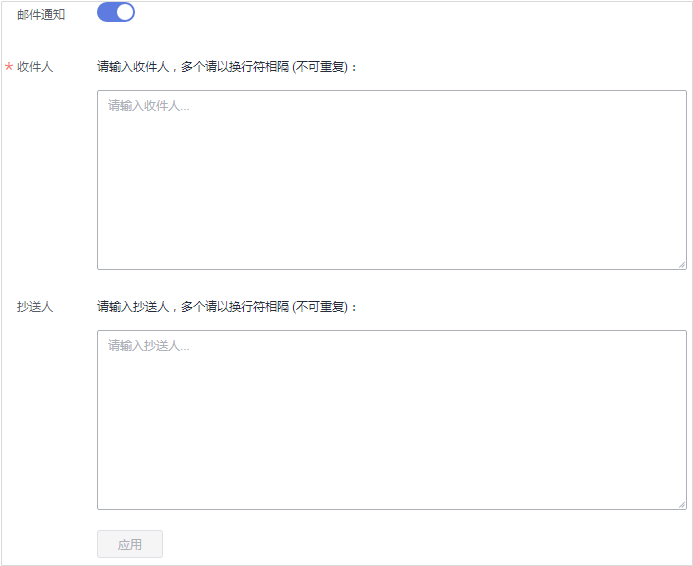 邮件通知
* 收件人 请输入收件人，多个请以换行符相隔 (不可重复)：
请输入收件人...
抄送人 请输入抄送人，多个请以换行符相隔 (不可重复)：
请输入抄送人...
应用